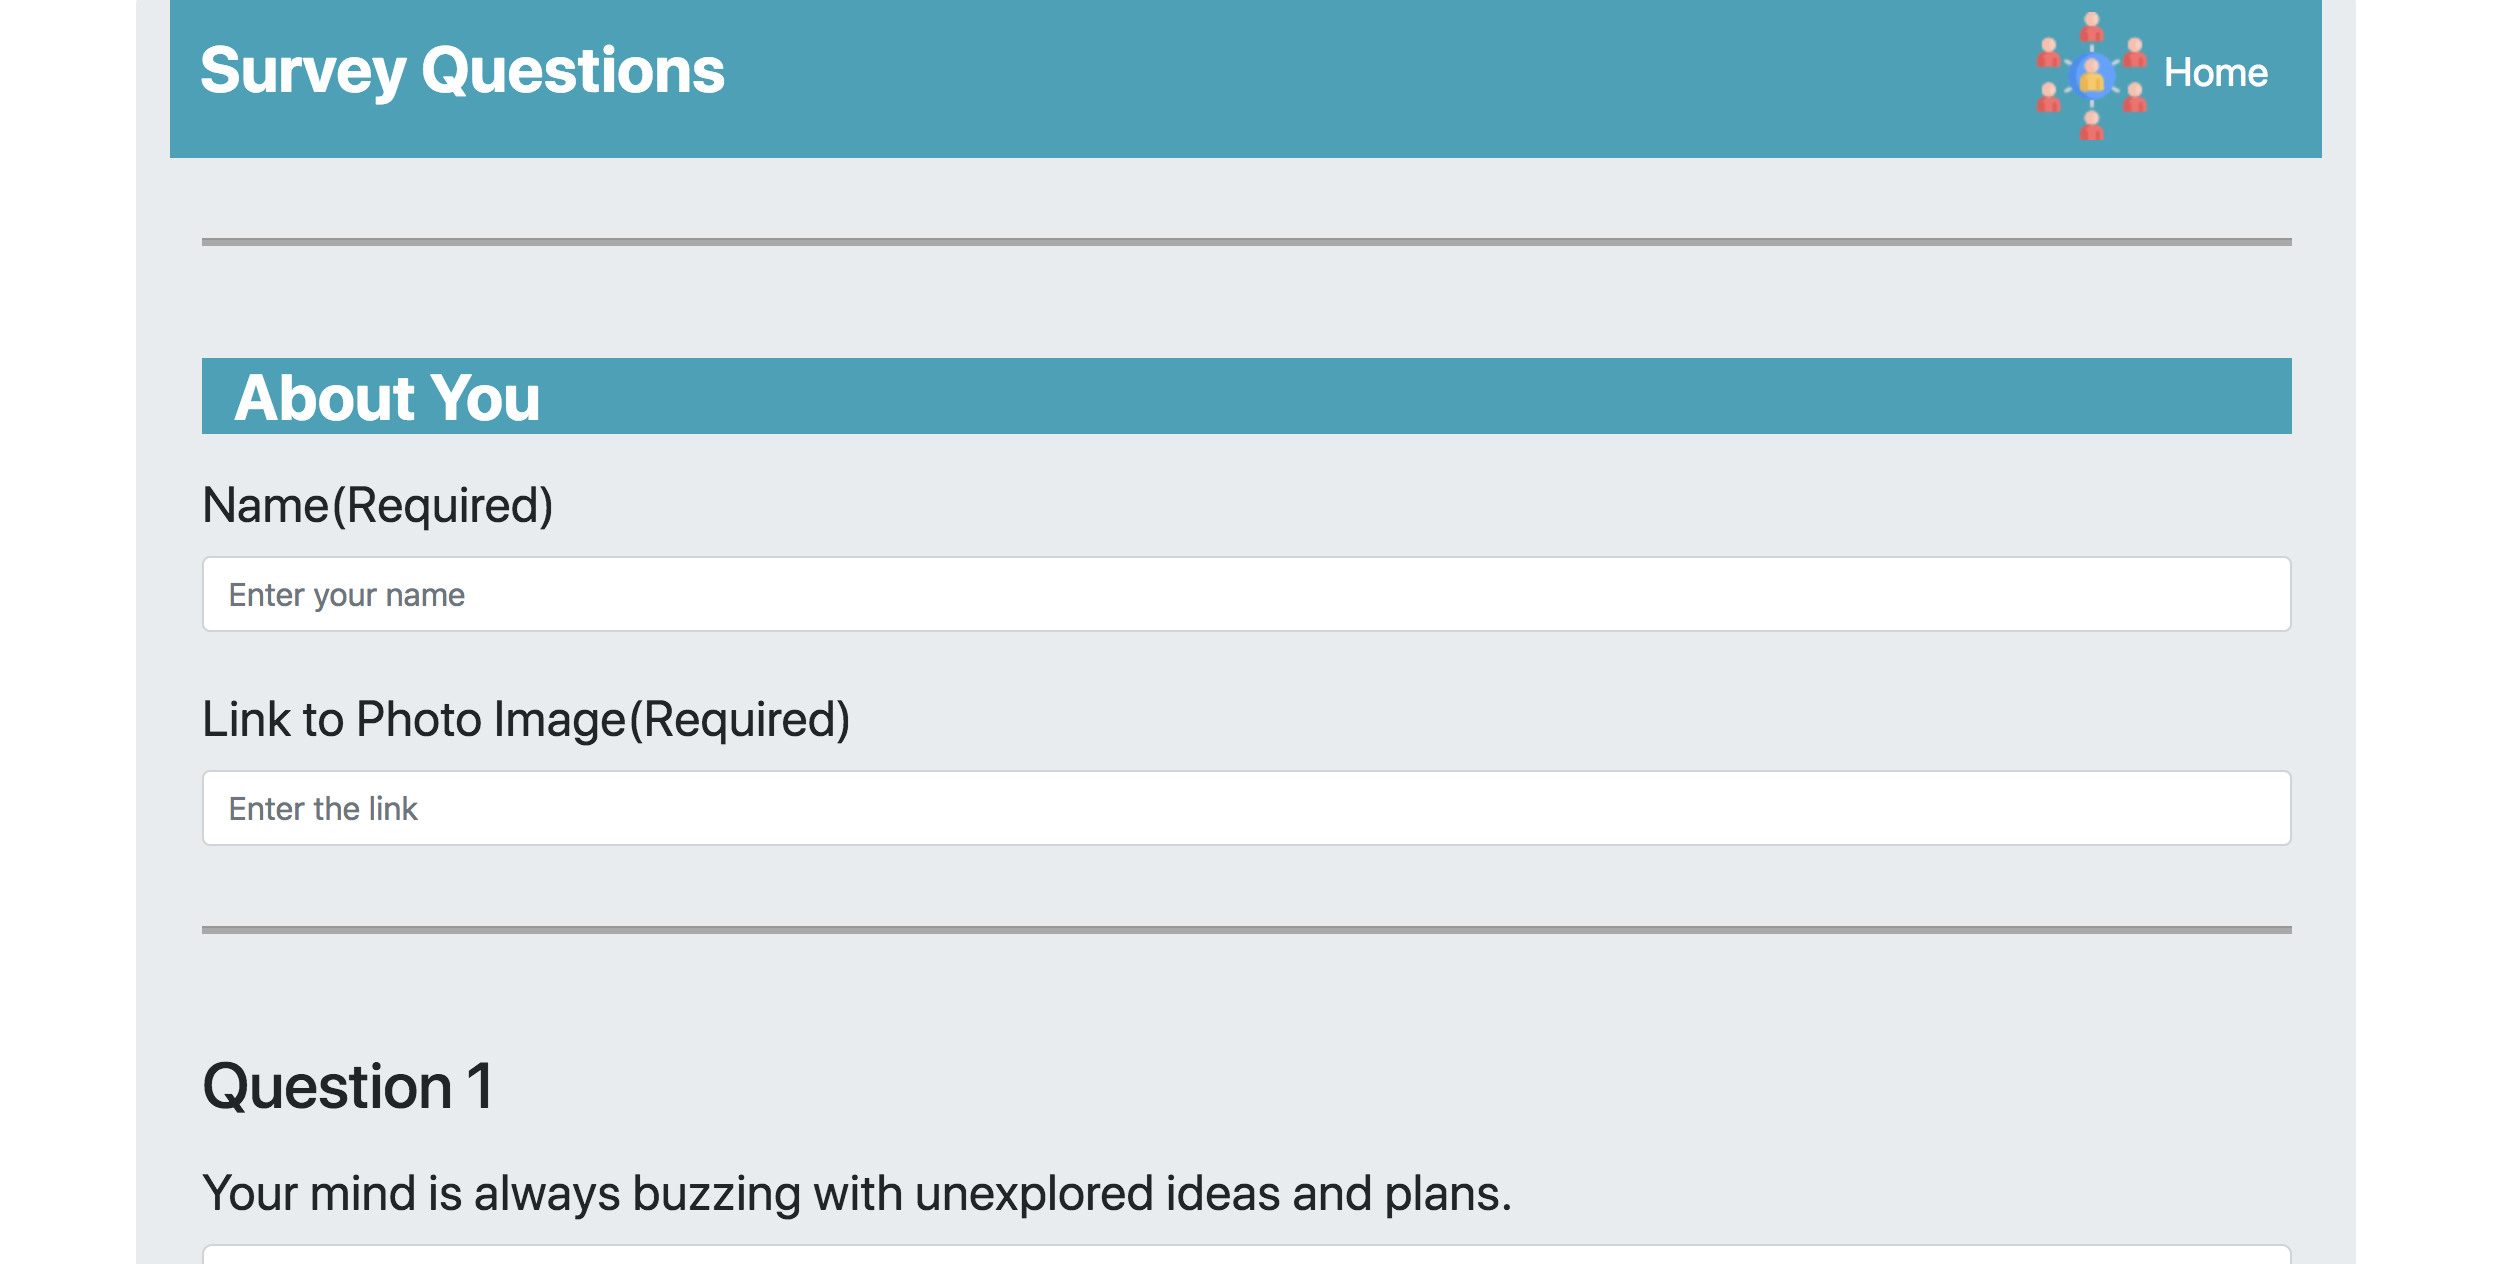 Survey Questions
Home
About You
Name(Required)
Enter your name
Link to Photo Image(Required)
Enter the link
Question 1
Your mind is always buzzing with unexplored ideas and plans.